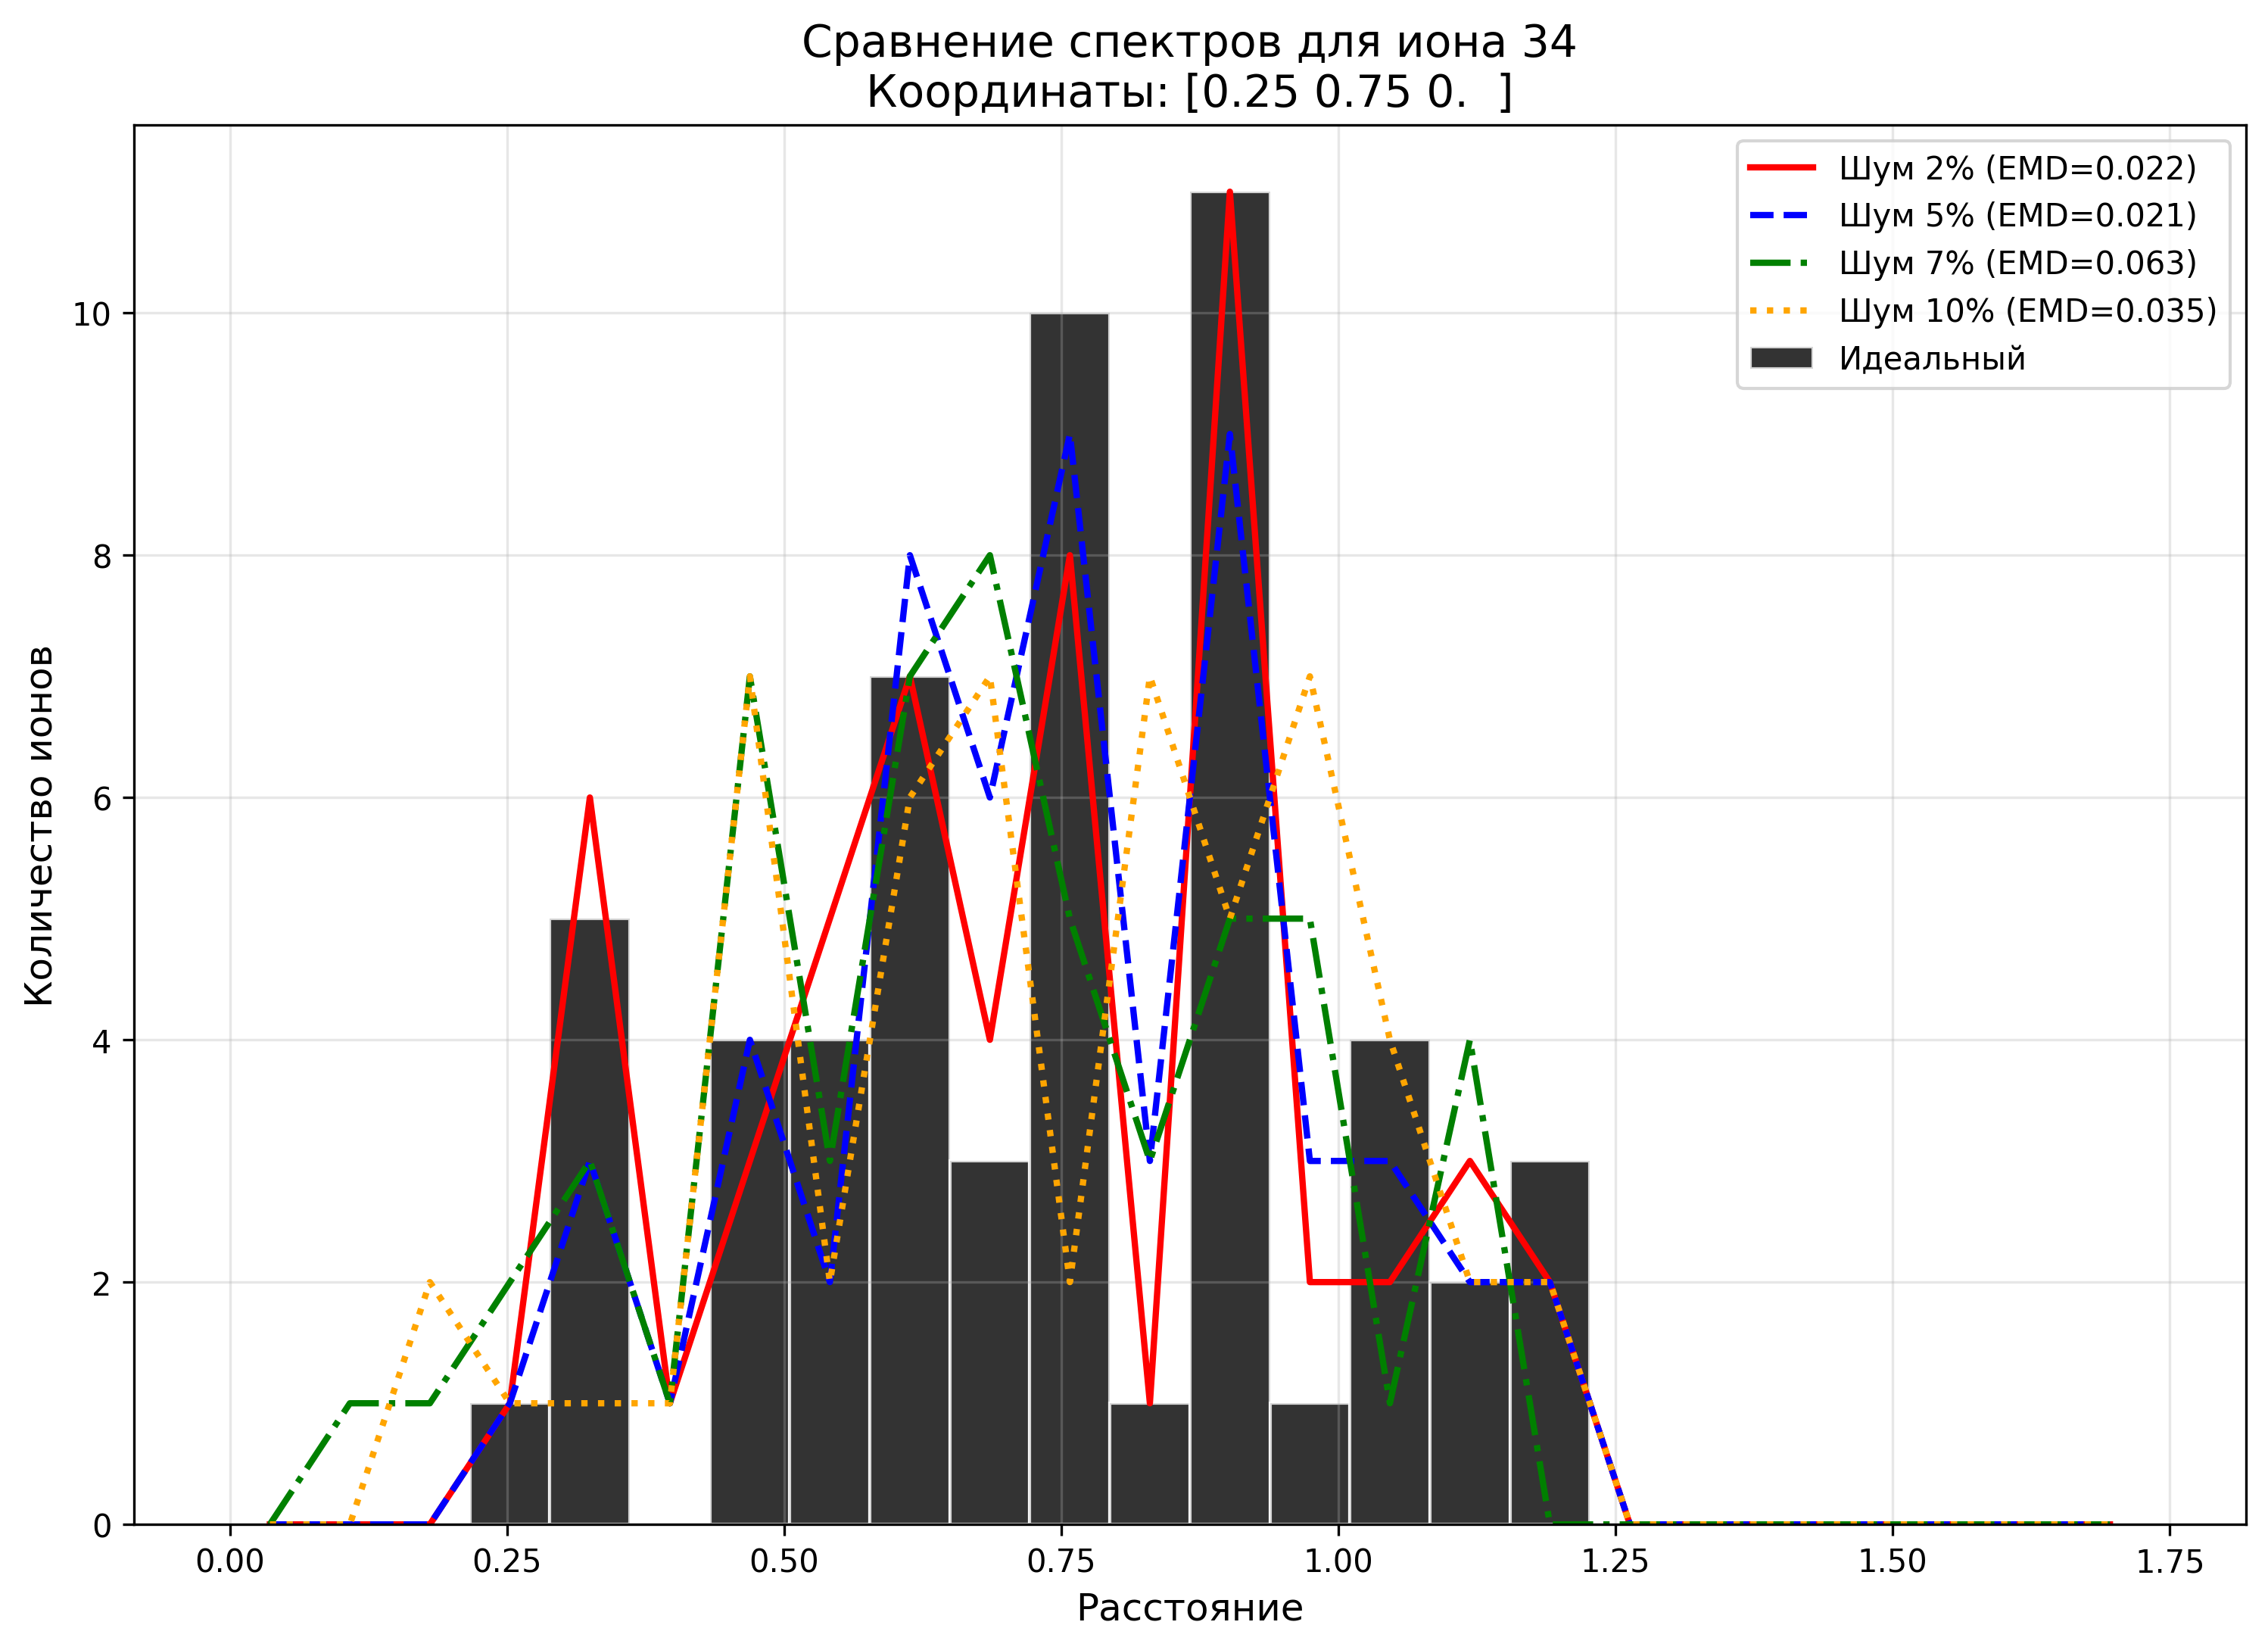 Сравнение спектров для иона 34
Координаты: [0.25 0.75 0.  ]
Шум 2% (EMD=0.022)
Шум 5% (EMD=0.021)
Шум 7% (EMD=0.063)
Шум 10% (EMD=0.035)
Идеальный
Количество ионов
10
8
6
4
2
0
0.00 0.25 0.50 0.75 1.00 1.25 1.50 1.75
Расстояние